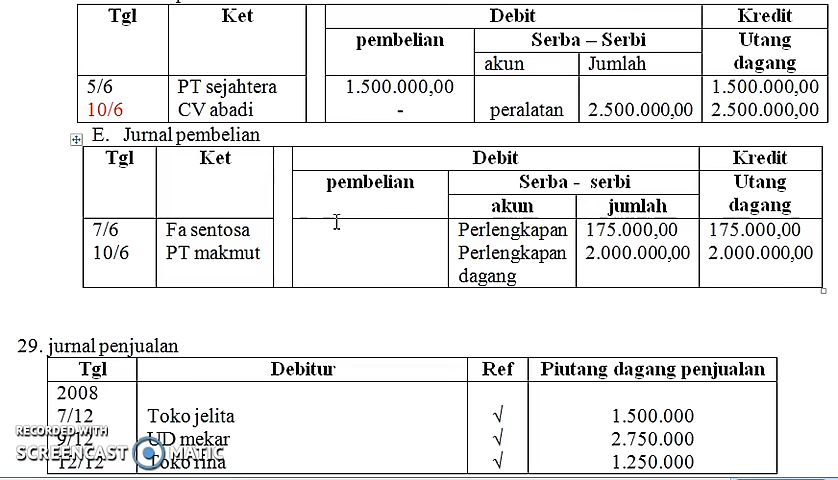 Tgl Ket Debit Kredit
pembelian Serba – Serbi Utang dagang
akun Jumlah
5/6 PT sejahtera 1.500.000,00 1.500.000,00
10/6 CV abadi - peralatan 2.500.000,00 2.500.000,00
E. Jurnal pembelian
Tgl Ket Debit Kredit
pembelian Serba - serbi Utang dagang
akun jumlah
7/6 Fa sentosa Perlengkapan 175.000,00 175.000,00
10/6 PT makmut Perlengkapan 2.000.000,00 2.000.000,00
dagang
29. jurnal penjualan
Tgl Debitur Ref Piutang dagang penjualan
2008
7/12 Toko jelita √ 1.500.000
RECORDED WITH
9/12 UD mekar √ 2.750.000
SCREENCAST MATIC
12/12 Toko rina √ 1.250.000